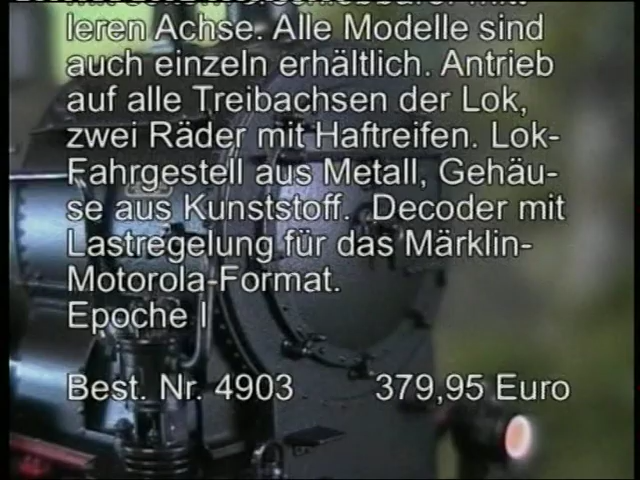 leren Achse. Alle Modelle sind
auch einzeln erhältlich. Antrieb
auf alle Treibachsen der Lok,
zwei Räder mit Haftreifen. Lok-
Fahrgestell aus Metall, Gehäu-
se aus Kunststoff. Decoder mit
Lastregelung für das Märklin-
Motorola-Format.
Epoche I
Best. Nr. 4903 379,95 Euro